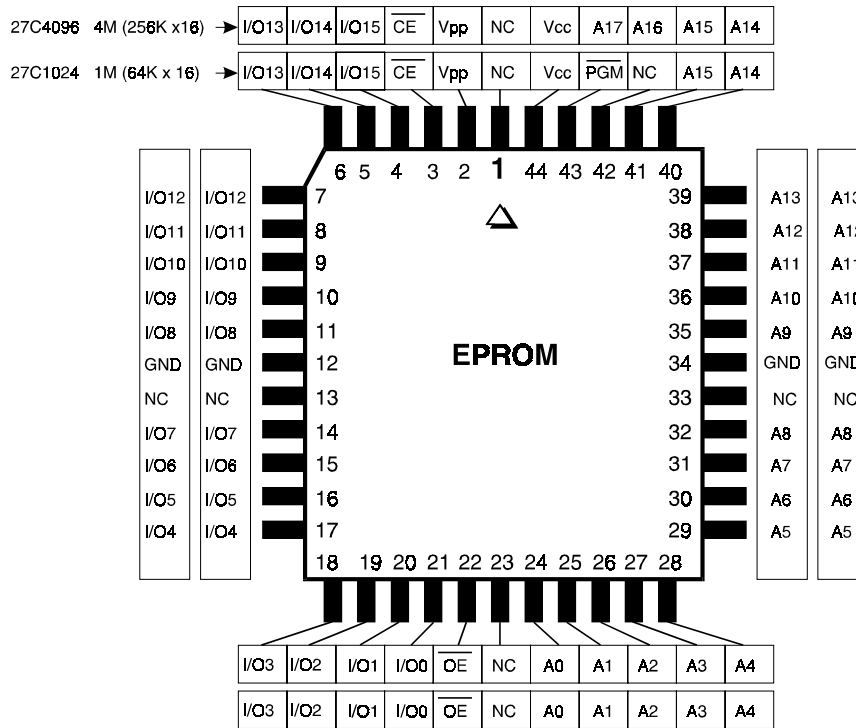 27C4096 4M (256K x16) I/O13 I/O14 I/O15 CE Vpp NC Vcc A17 A16 A15 A14
27C1024 1M (64K x 16) I/O13 I/O14 I/O15 CE Vpp NC Vcc PGM NC A15 A14
6 5 4 3 2 1 44 43 42 41 40
I/O12 I/O12 7 39 A13 A13
I/O11 I/O11 8 38 A12 A12
I/O10 I/O10 9 37 A11 A11
I/O9 I/O9 10 36 A10 A10
I/O8 I/O8 11 35 A9 A9
GND GND 12 EPROM 34 GND GND
NC NC 13 33 NC NC
I/O7 I/O7 14 32 A8 A8
I/O6 I/O6 15 31 A7 A7
I/O5 I/O5 16 30 A6 A6
I/O4 I/O4 17 29 A5 A5
18 19 20 21 22 23 24 25 26 27 28
I/O3 I/O2 I/O1 I/O0 OE NC A0 A1 A2 A3 A4
I/O3 I/O2 I/O1 I/O0 OE NC A0 A1 A2 A3 A4